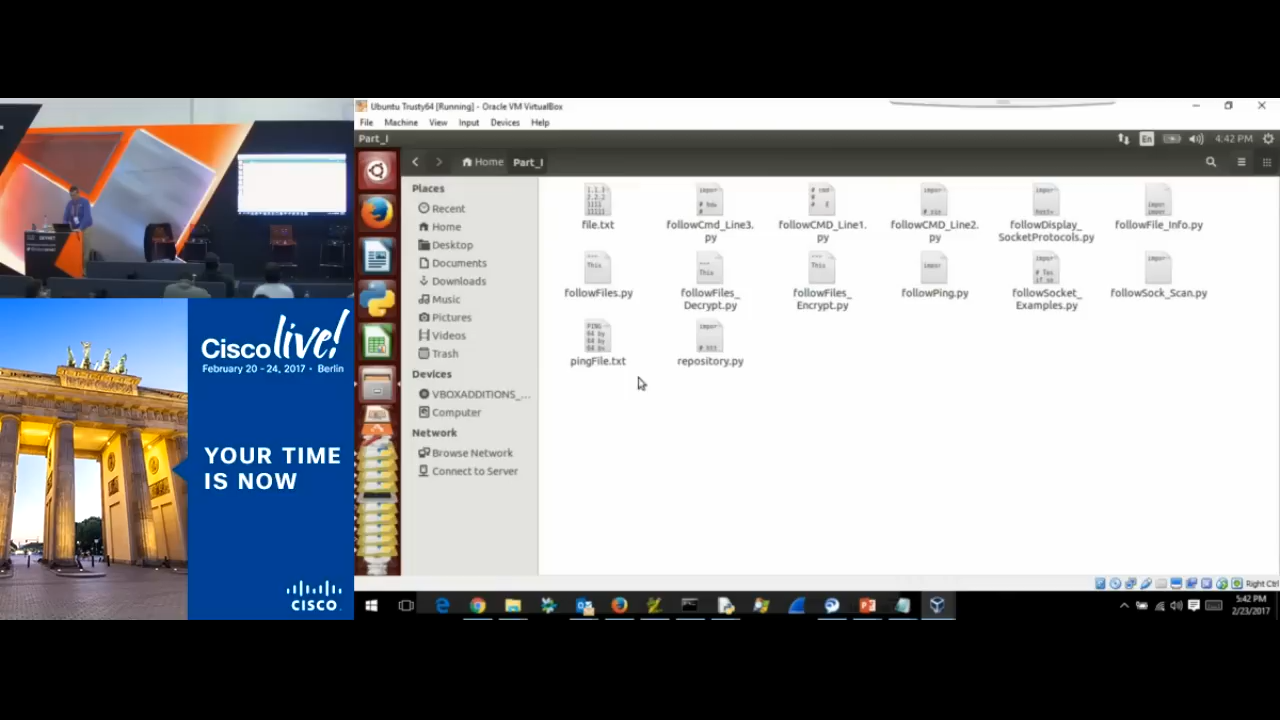 Ubuntu Trusty64 [Running] - Oracle VM VirtualBox
File Machine View Input Devices Help
Part_I
En
4:42 PM
Home Part_I
Places
Recent
Home
Desktop
Documents
Downloads
Music
Pictures
Videos
Trash
Devices
VBOXADDITIONS_...
Computer
Network
Browse Network
Connect to Server
file.txt
followCmd_Line3.
py
followCMD_Line1.
py
followCMD_Line2.
py
followDisplay_
SocketProtocols.py
followFile_Info.py
followFiles.py
followFiles_
Decrypt.py
followFiles_
Encrypt.py
followPing.py
followSocket_
Examples.py
followSock_Scan.py
pingFile.txt
repository.py
Right Ctrl
5:42 PM
2/23/2017
Cisco live!
February 20 - 24, 2017 • Berlin
YOUR TIME
IS NOW
CISCO